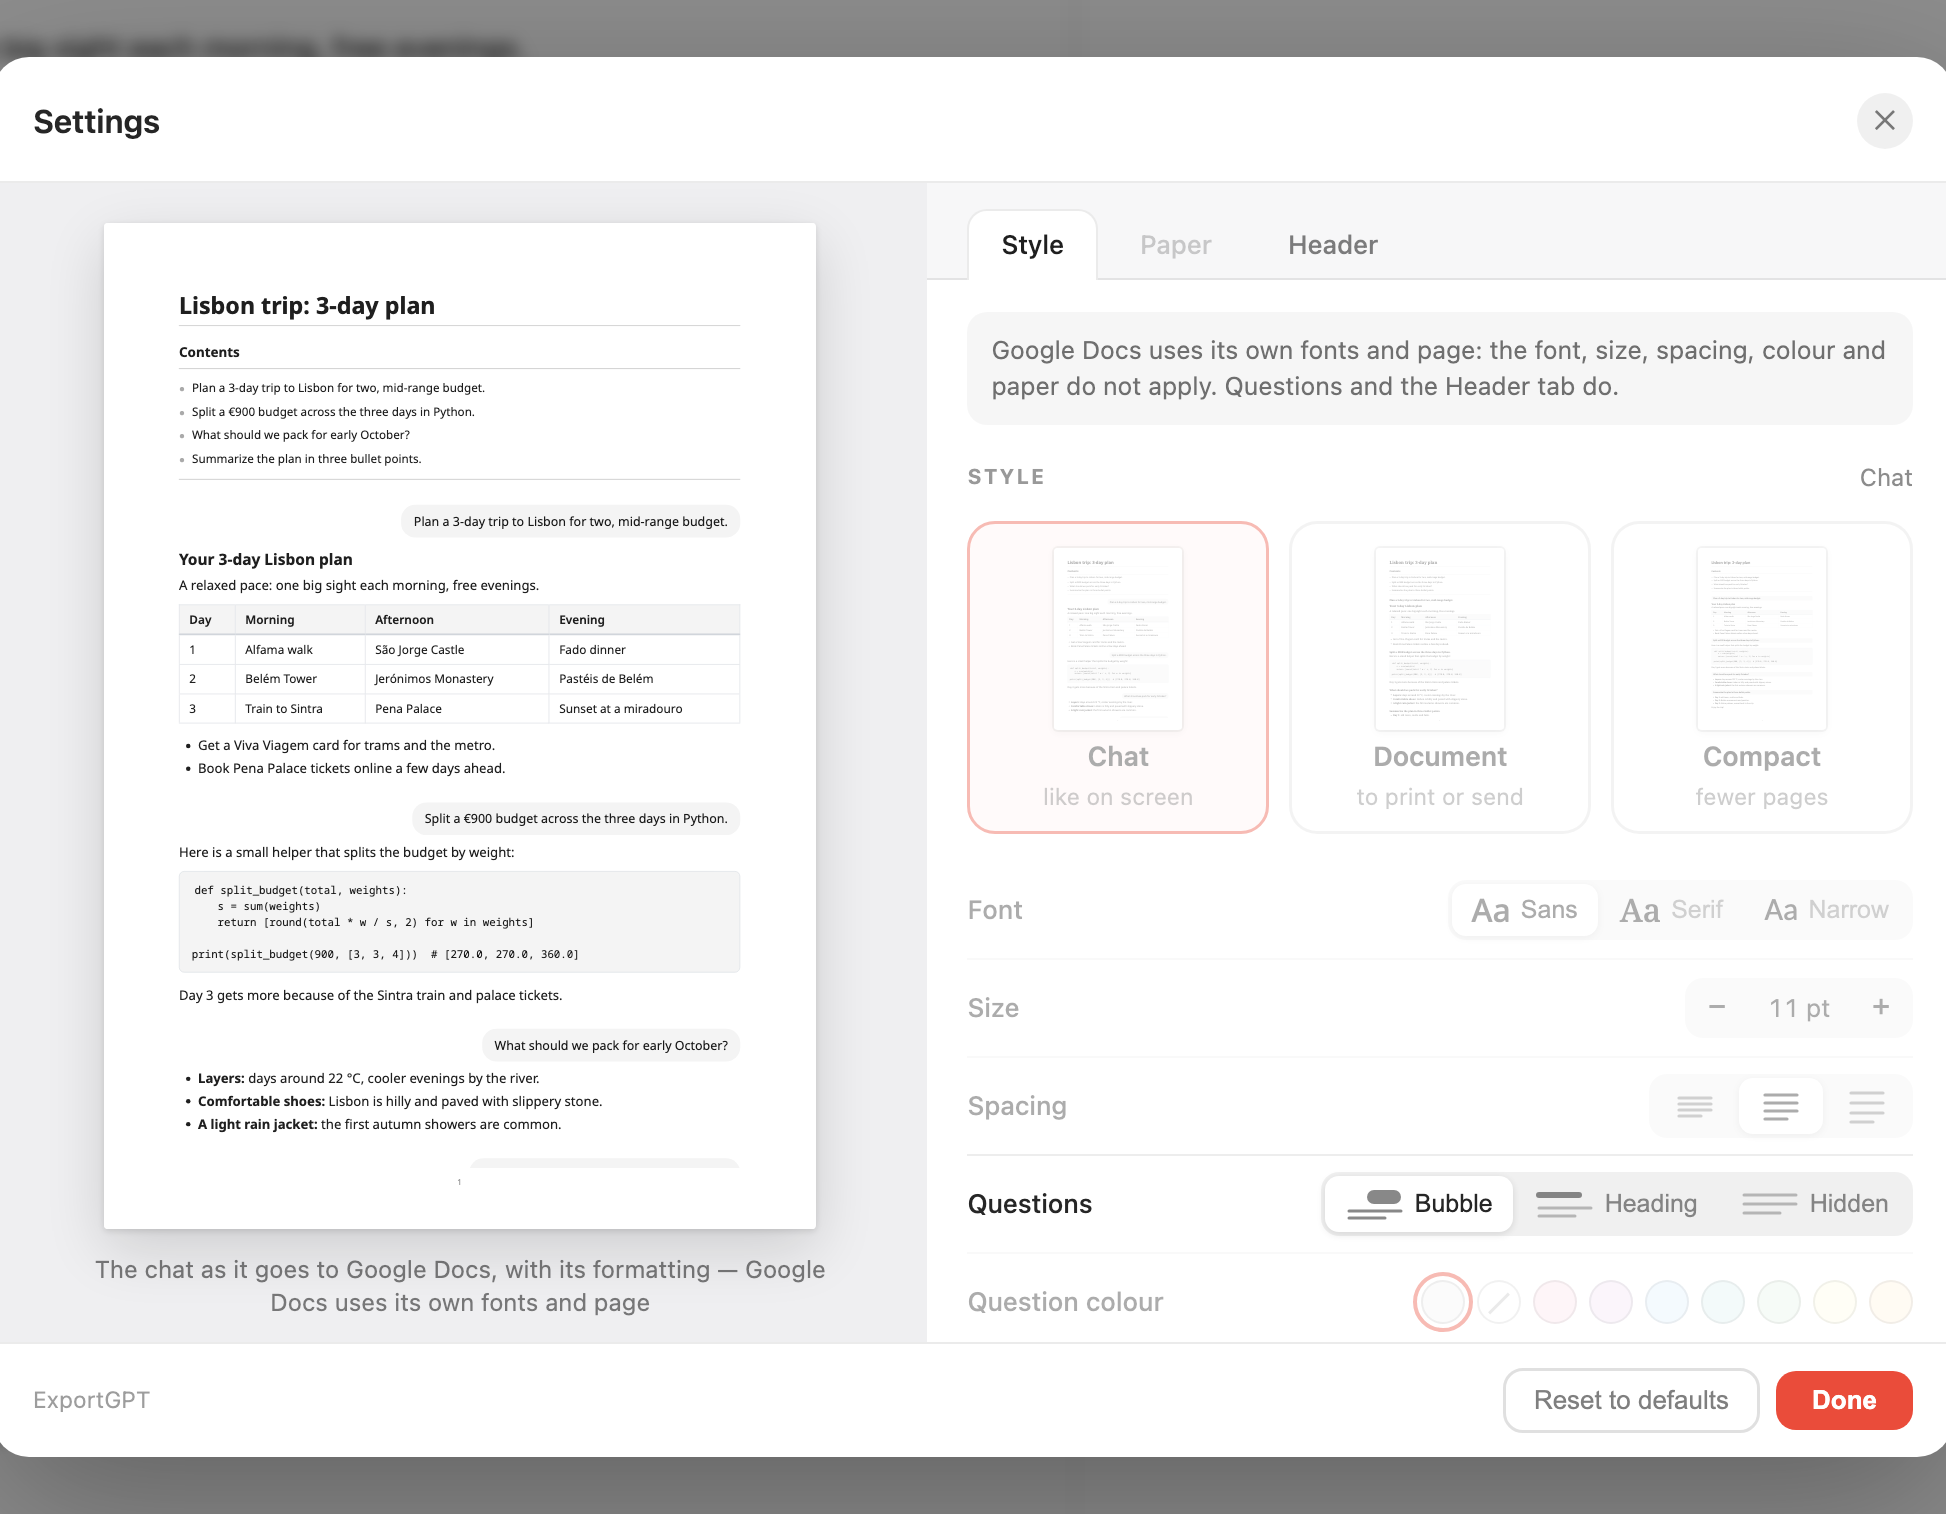 Settings
Lisbon trip: 3-day plan
Contents
Plan a 3-day trip to Lisbon for two, mid-range budget.
Split a €900 budget across the three days in Python.
What should we pack for early October?
Summarize the plan in three bullet points.
Plan a 3-day trip to Lisbon for two, mid-range budget.
Your 3-day Lisbon plan
A relaxed pace: one big sight each morning, free evenings.
Day Morning Afternoon Evening
1 Alfama walk São Jorge Castle Fado dinner
2 Belém Tower Jerónimos Monastery Pastéis de Belém
3 Train to Sintra Pena Palace Sunset at a miradouro
• Get a Viva Viagem card for trams and the metro.
• Book Pena Palace tickets online a few days ahead.
Split a €900 budget across the three days in Python.
Here is a small helper that splits the budget by weight:
def split_budget(total, weights):
s = sum(weights)
return [round(total * w / s, 2) for w in weights]
print(split_budget(900, [3, 3, 4])) # [270.0, 270.0, 360.0]
Day 3 gets more because of the Sintra train and palace tickets.
What should we pack for early October?
• Layers: days around 22 °C, cooler evenings by the river.
• Comfortable shoes: Lisbon is hilly and paved with slippery stone.
• A light rain jacket: the first autumn showers are common.
1
The chat as it goes to Google Docs, with its formatting — Google
Docs uses its own fonts and page
Style Paper Header
Google Docs uses its own fonts and page: the font, size, spacing, colour and
paper do not apply. Questions and the Header tab do.
STYLE Chat
Chat
like on screen
Document
to print or send
Compact
fewer pages
Font Aa Sans Aa Serif Aa Narrow
Size − 11 pt +
Spacing
Questions Bubble Heading Hidden
Question colour
ExportGPT Reset to defaults Done